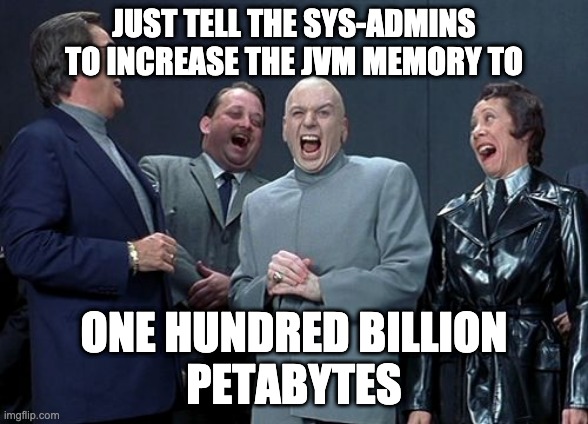 JUST TELL THE SYS-ADMINS
TO INCREASE THE JVM MEMORY TO
ONE HUNDRED BILLION
PETABYTES
imgflip.com